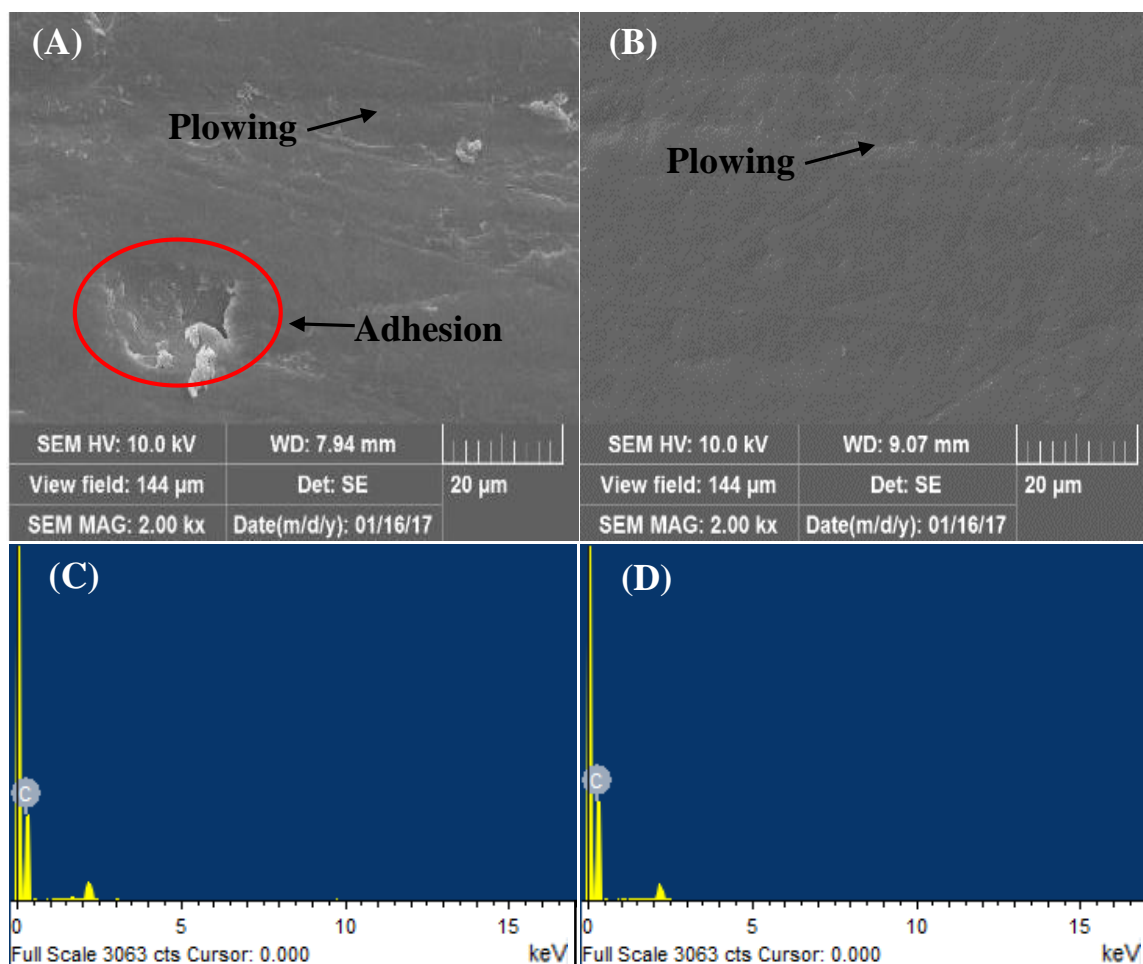 (A)
Plowing
Adhesion
SEM HV: 10.0 kV
WD: 7.94 mm
View field: 144 µm
Det: SE
20 µm
SEM MAG: 2.00 kx
Date(m/d/y): 01/16/17
(B)
Plowing
SEM HV: 10.0 kV
WD: 9.07 mm
View field: 144 µm
Det: SE
20 µm
SEM MAG: 2.00 kx
Date(m/d/y): 01/16/17
(C)
C
0 5 10 15
Full Scale 3063 cts Cursor: 0.000 keV
(D)
C
0 5 10 15
Full Scale 3063 cts Cursor: 0.000 keV